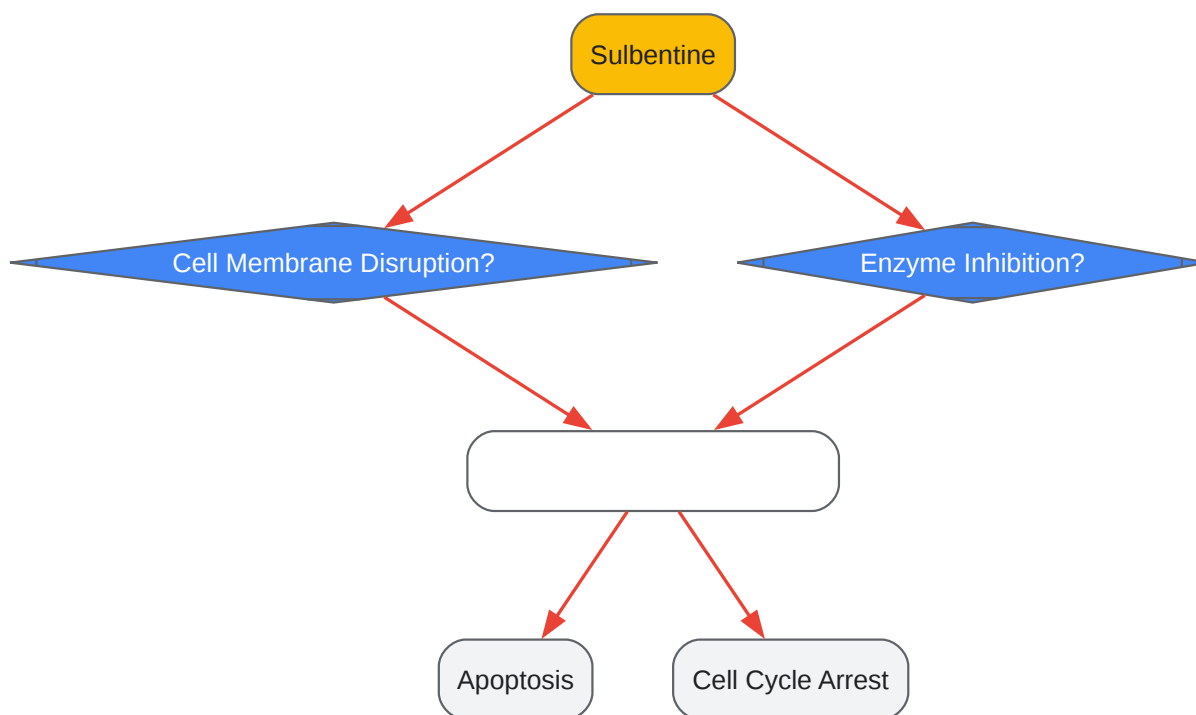 Sulbentine
Cell Membrane Disruption?
Enzyme Inhibition?
Apoptosis
Cell Cycle Arrest